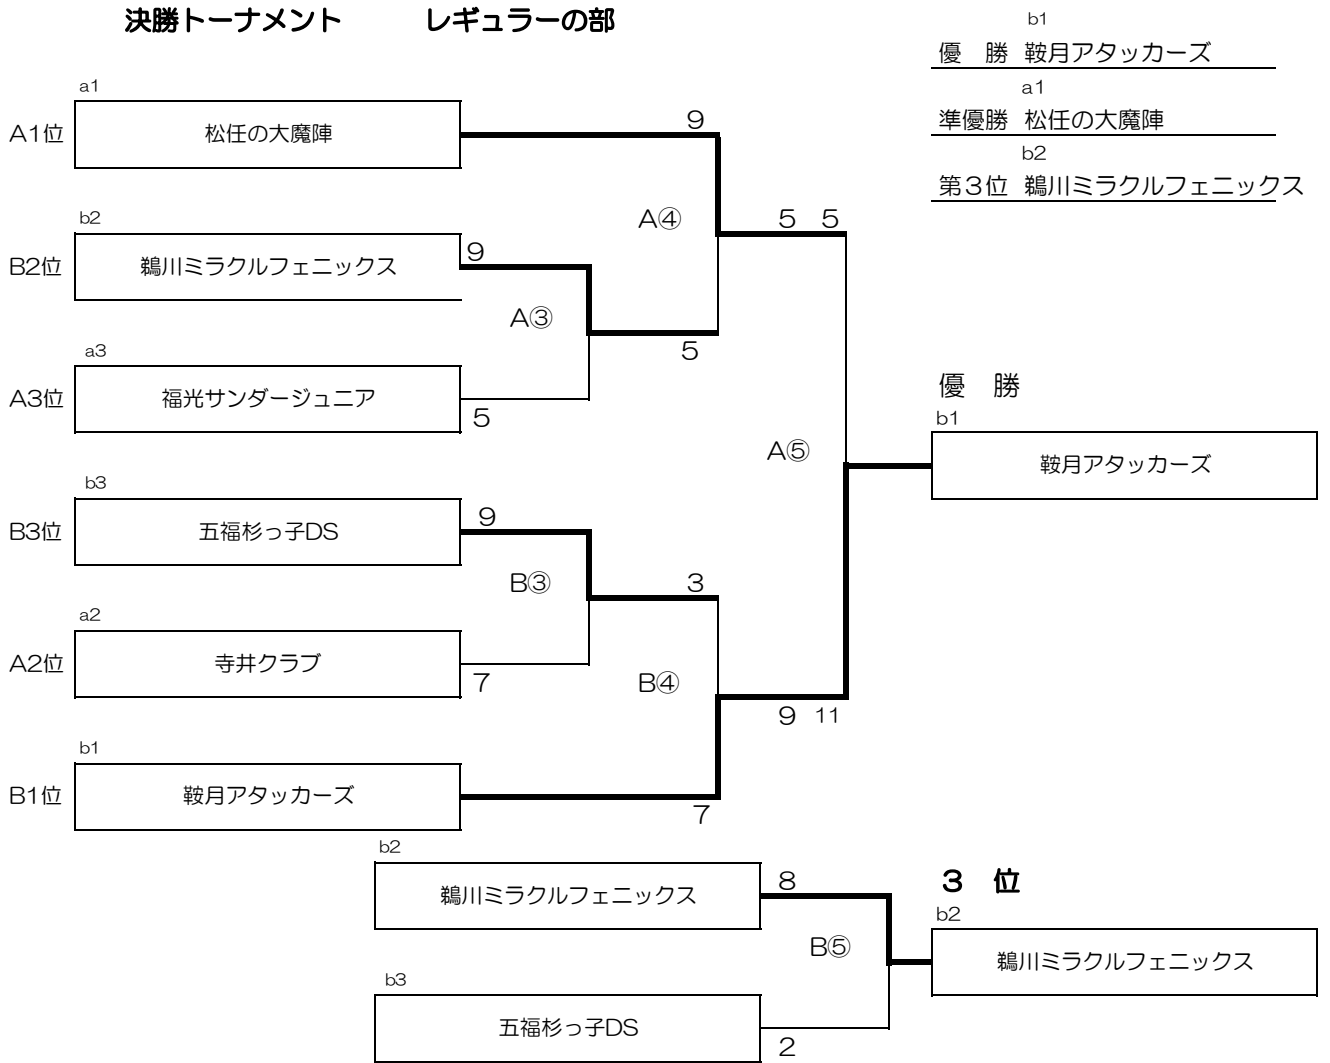 決勝トーナメント レギュラーの部
b1
優 勝 鞍月アタッカーズ
a1
準優勝 松任の大魔陣
b2
第3位 鵜川ミラクルフェニックス
a1
A1位 松任の大魔陣 9
A④ 5 5
b2
B2位 鵜川ミラクルフェニックス 9
A③
5
a3
A3位 福光サンダージュニア
5
優 勝
b1
A⑤
鞍月アタッカーズ
b3
B3位 五福杉っ子DS 9
B③ 3
a2
A2位 寺井クラブ
7
B④
9 11
b1
B1位 鞍月アタッカーズ
7
b2
鵜川ミラクルフェニックス 8
3 位
b2
B⑤
鵜川ミラクルフェニックス
b3
五福杉っ子DS
2